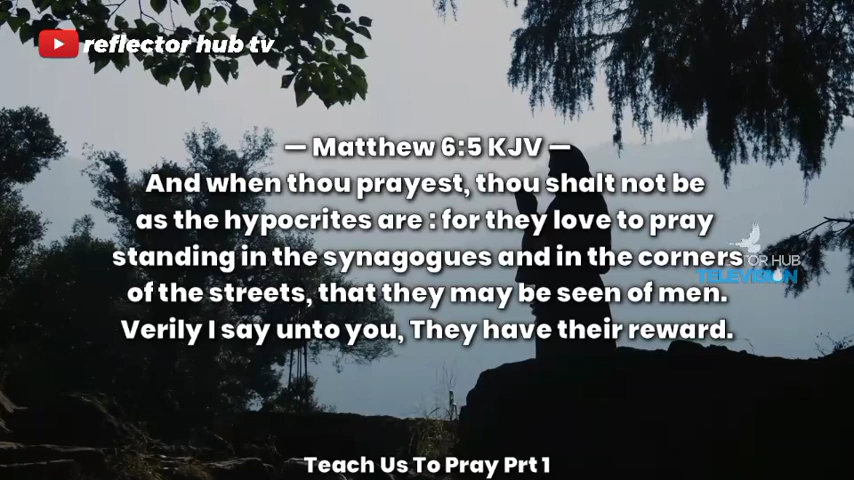 reflector hub tv
— Matthew 6:5 KJV —
And when thou prayest, thou shalt not be
as the hypocrites are : for they love to pray
standing in the synagogues and in the corners
of the streets, that they may be seen of men.
Verily I say unto you, They have their reward.
HUB
TELEVISION
Teach Us To Pray Prt 1